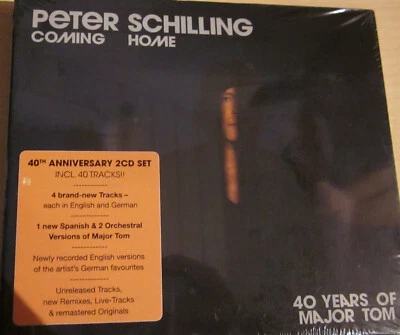 PETER SCHILLING
COMING HOME
40TH ANNIVERSARY 2CD SET
INCL. 40 TRACKS!!
4 brand-new Tracks –
each in English and German
1 new Spanish & 2 Orchestral
Versions of Major Tom
Newly recorded English versions
of the artist's German favourites
Unreleased Tracks,
new Remixes, Live-Tracks
& remastered Originals
40 YEARS OF
MAJOR TOM